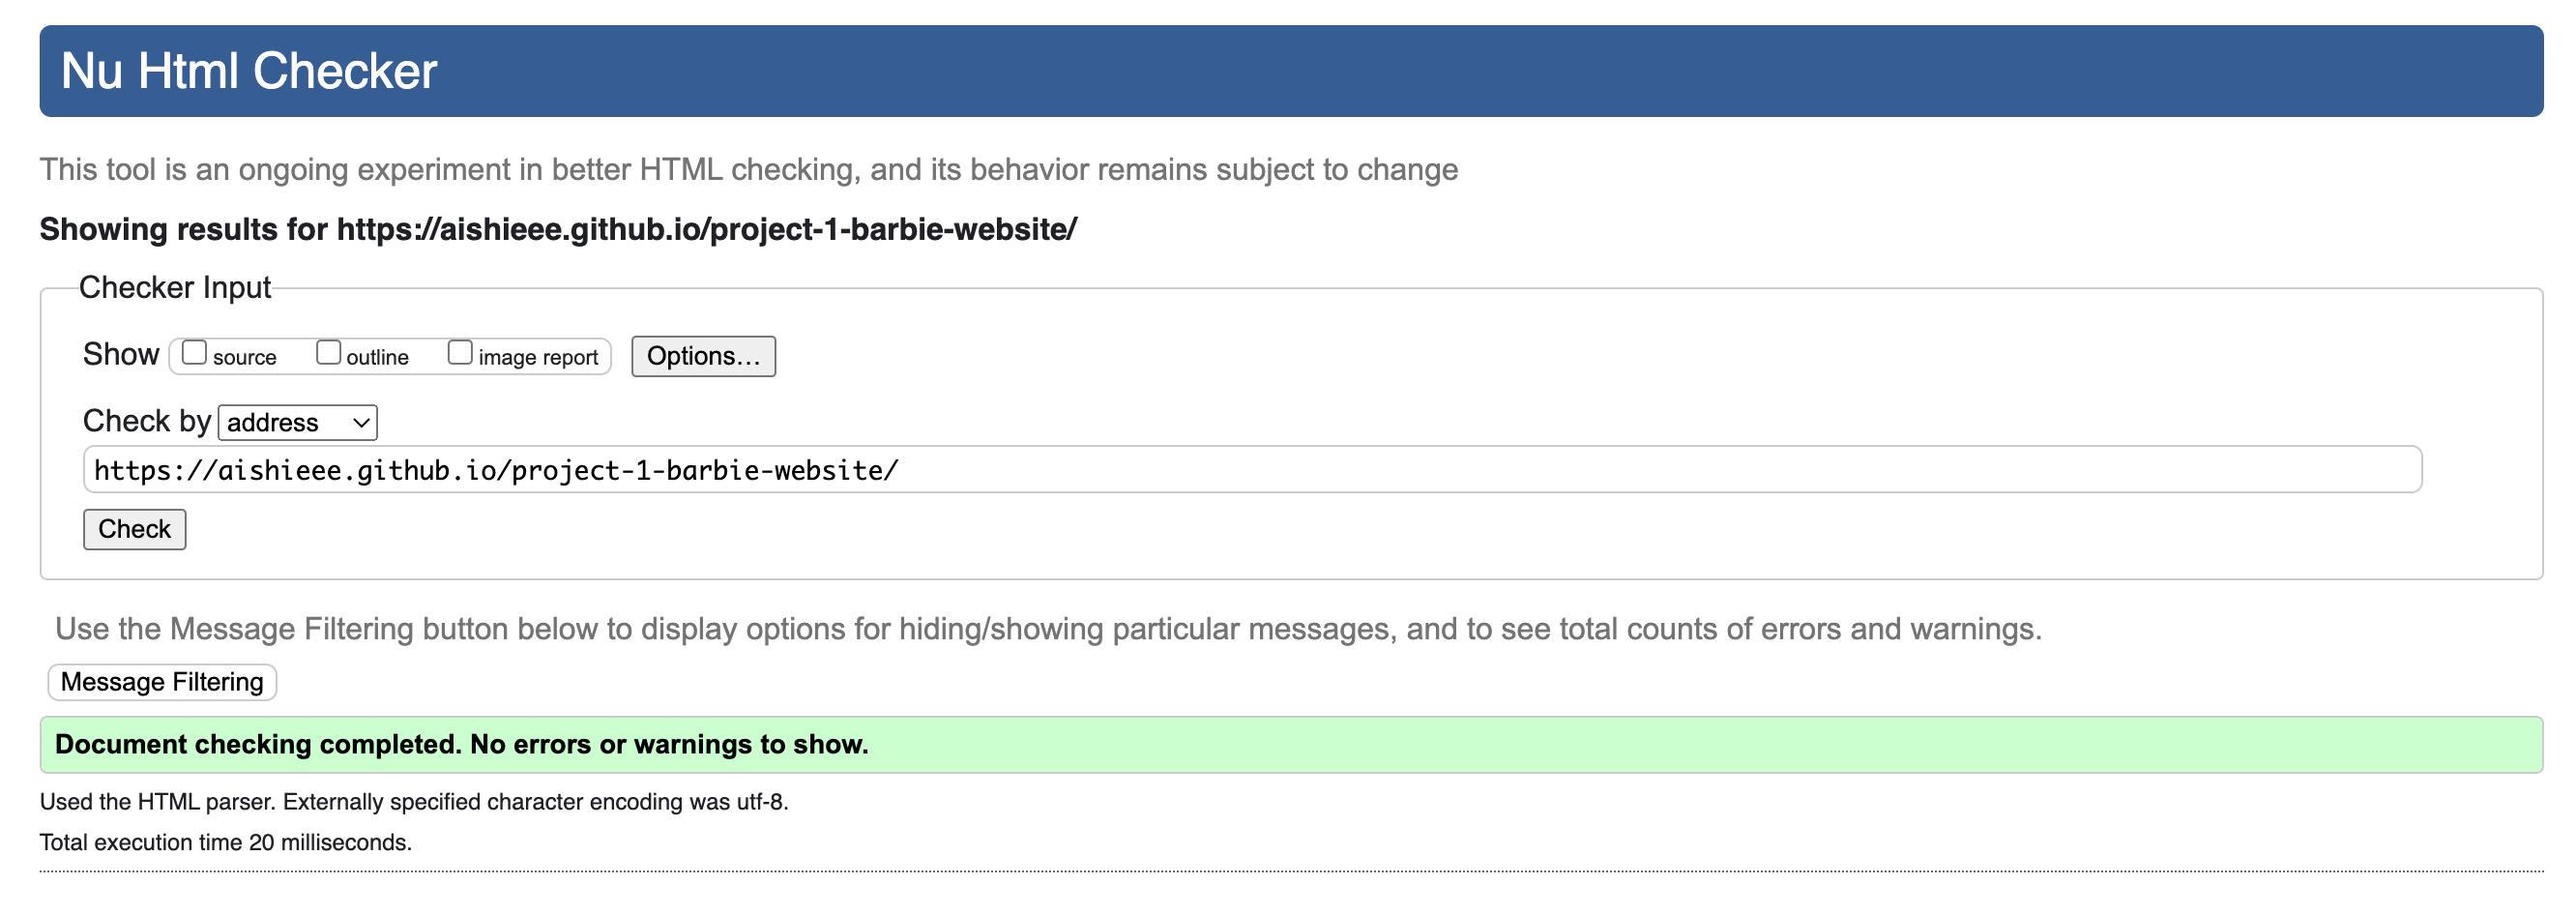 Nu Html Checker
This tool is an ongoing experiment in better HTML checking, and its behavior remains subject to change
Showing results for https://aishieee.github.io/project-1-barbie-website/
Checker Input
Show source outline image report Options...
Check by address
https://aishieee.github.io/project-1-barbie-website/
Check
Use the Message Filtering button below to display options for hiding/showing particular messages, and to see total counts of errors and warnings.
Message Filtering
Document checking completed. No errors or warnings to show.
Used the HTML parser. Externally specified character encoding was utf-8.
Total execution time 20 milliseconds.